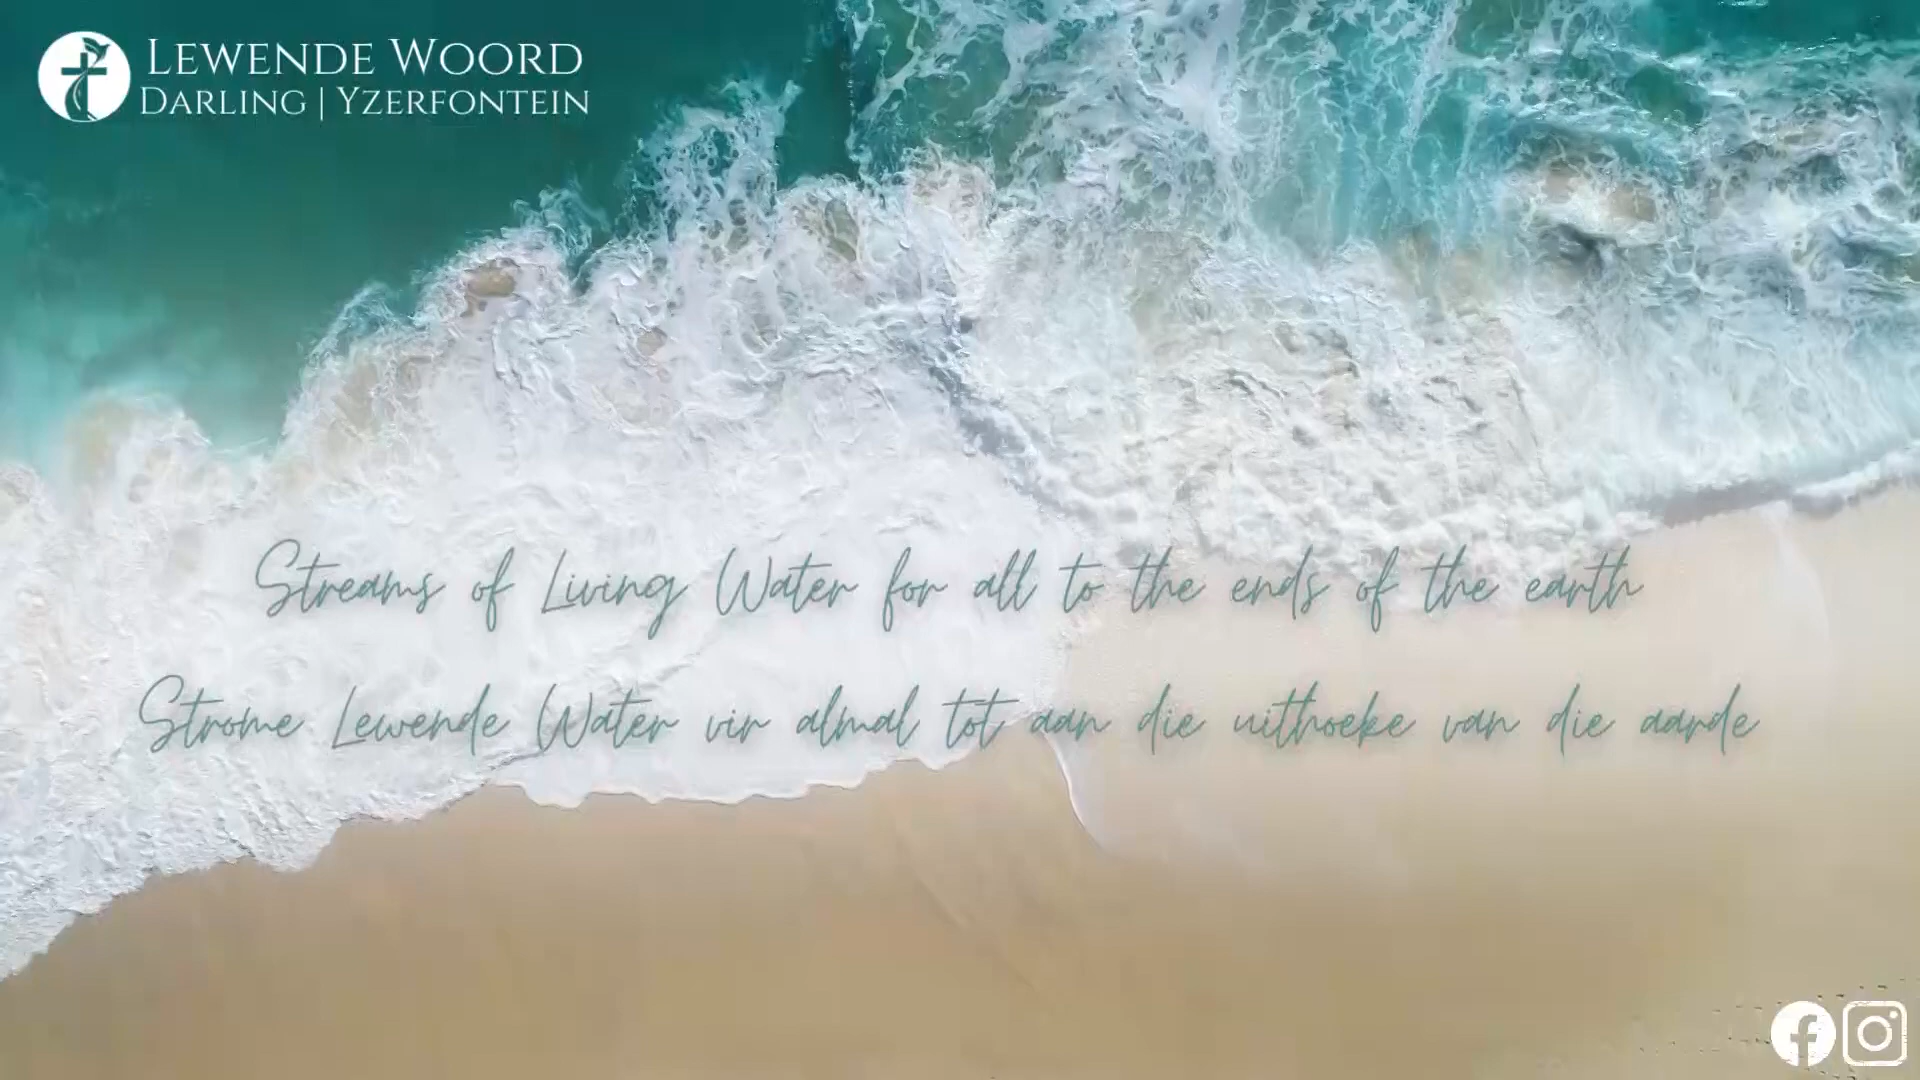 LEWENDE WOORD
DARLING | YZERFONTEIN
Streams of Living Water for all to the ends of the earth
Strome Lewende Water vir almal tot aan die uithoeke van die aarde